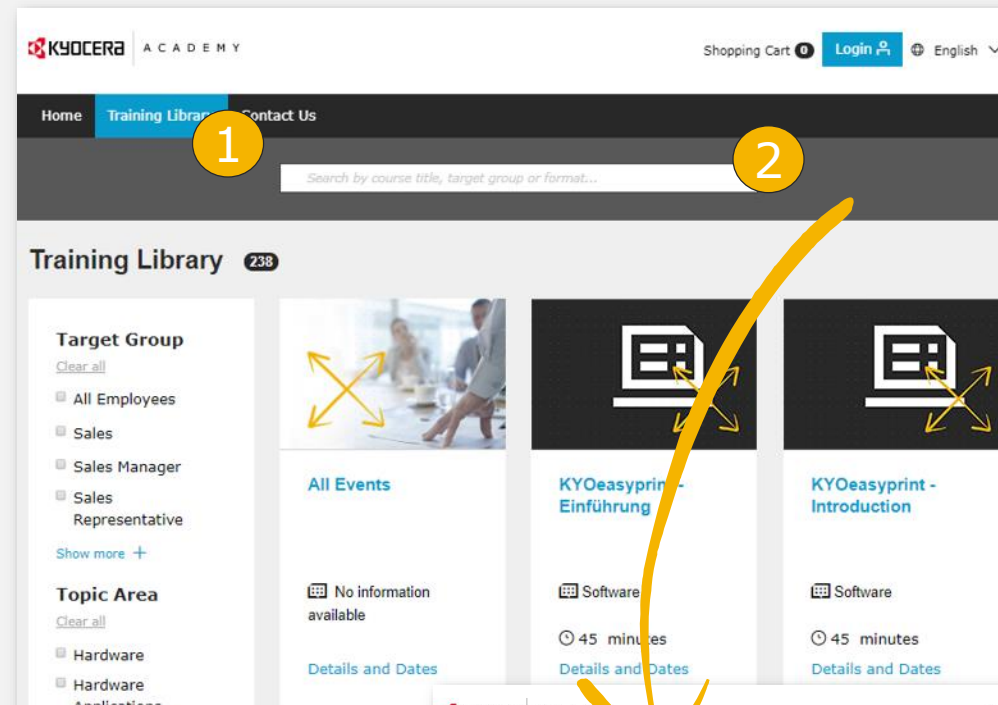 KYOCERA ACADEMY
Shopping Cart 0 Login English
Home Training Library Contact Us
1
2
Search by course title, target group or format...
Training Library 238
Target Group
Clear all
All Employees
Sales
Sales Manager
Sales
Representative
Show more +
Topic Area
Clear all
Hardware
Hardware
Applications
All Events
No information
available
Details and Dates
KYOeasyprint -
Einführung
Software
45 minutes
Details and Dates
KYOeasyprint -
Introduction
Software
45 minutes
Details and Dates